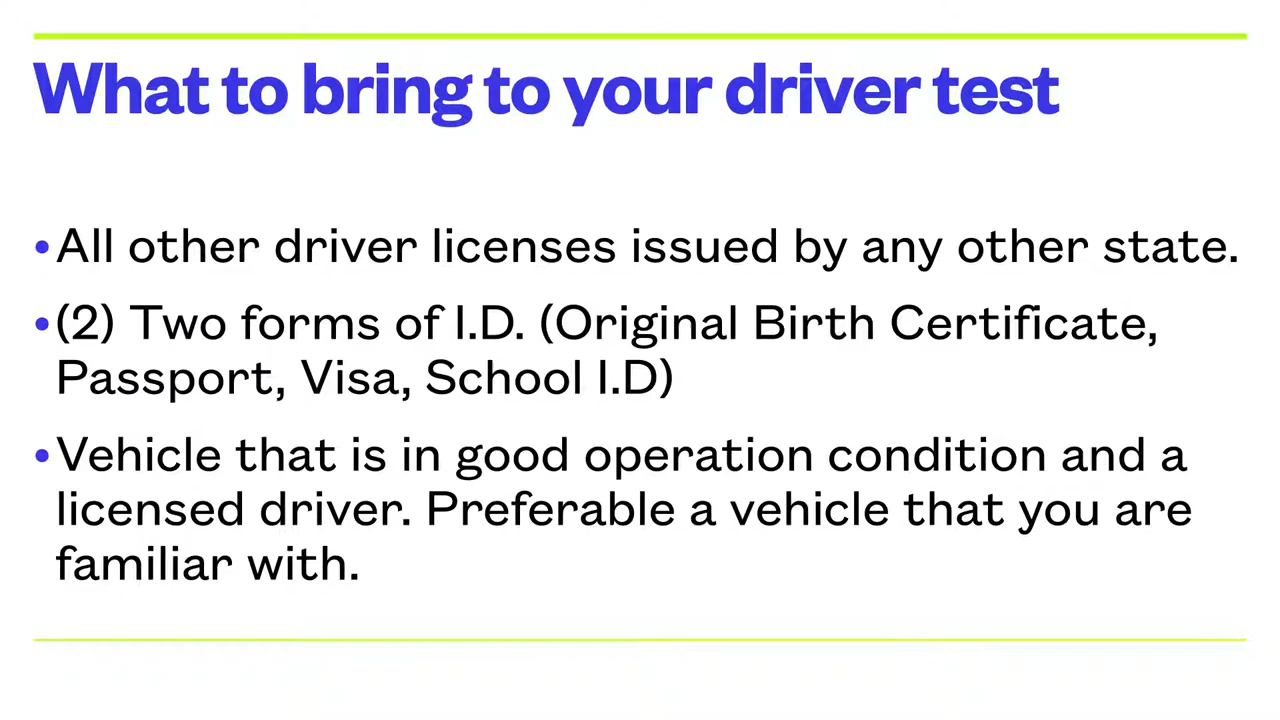 What to bring to your driver test
•All other driver licenses issued by any other state.
•(2) Two forms of I.D. (Original Birth Certificate,
Passport, Visa, School I.D)
•Vehicle that is in good operation condition and a
licensed driver. Preferable a vehicle that you are
familiar with.